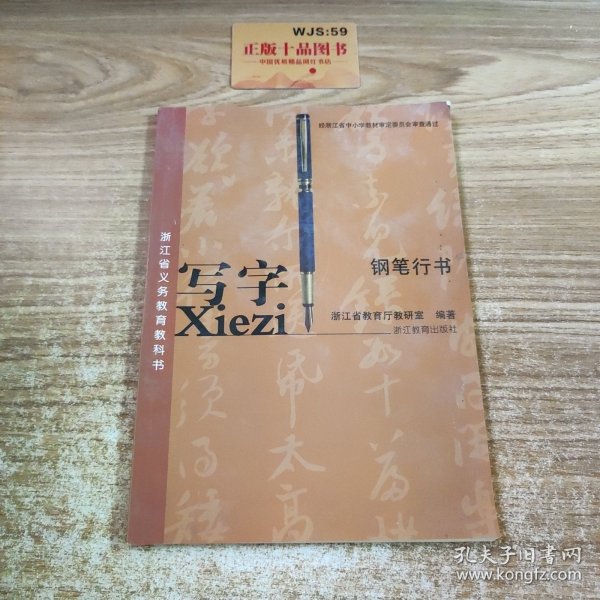 WJS:59
正版十品图书
中国优质精品网红书店
经浙江省中小学教材审定委员会审查通过
浙江省义务教育教科书
写字
Xiezi
钢笔行书
浙江省教育厅教研室 编著
浙江教育出版社
孔夫子旧书网
www.kongfz.com